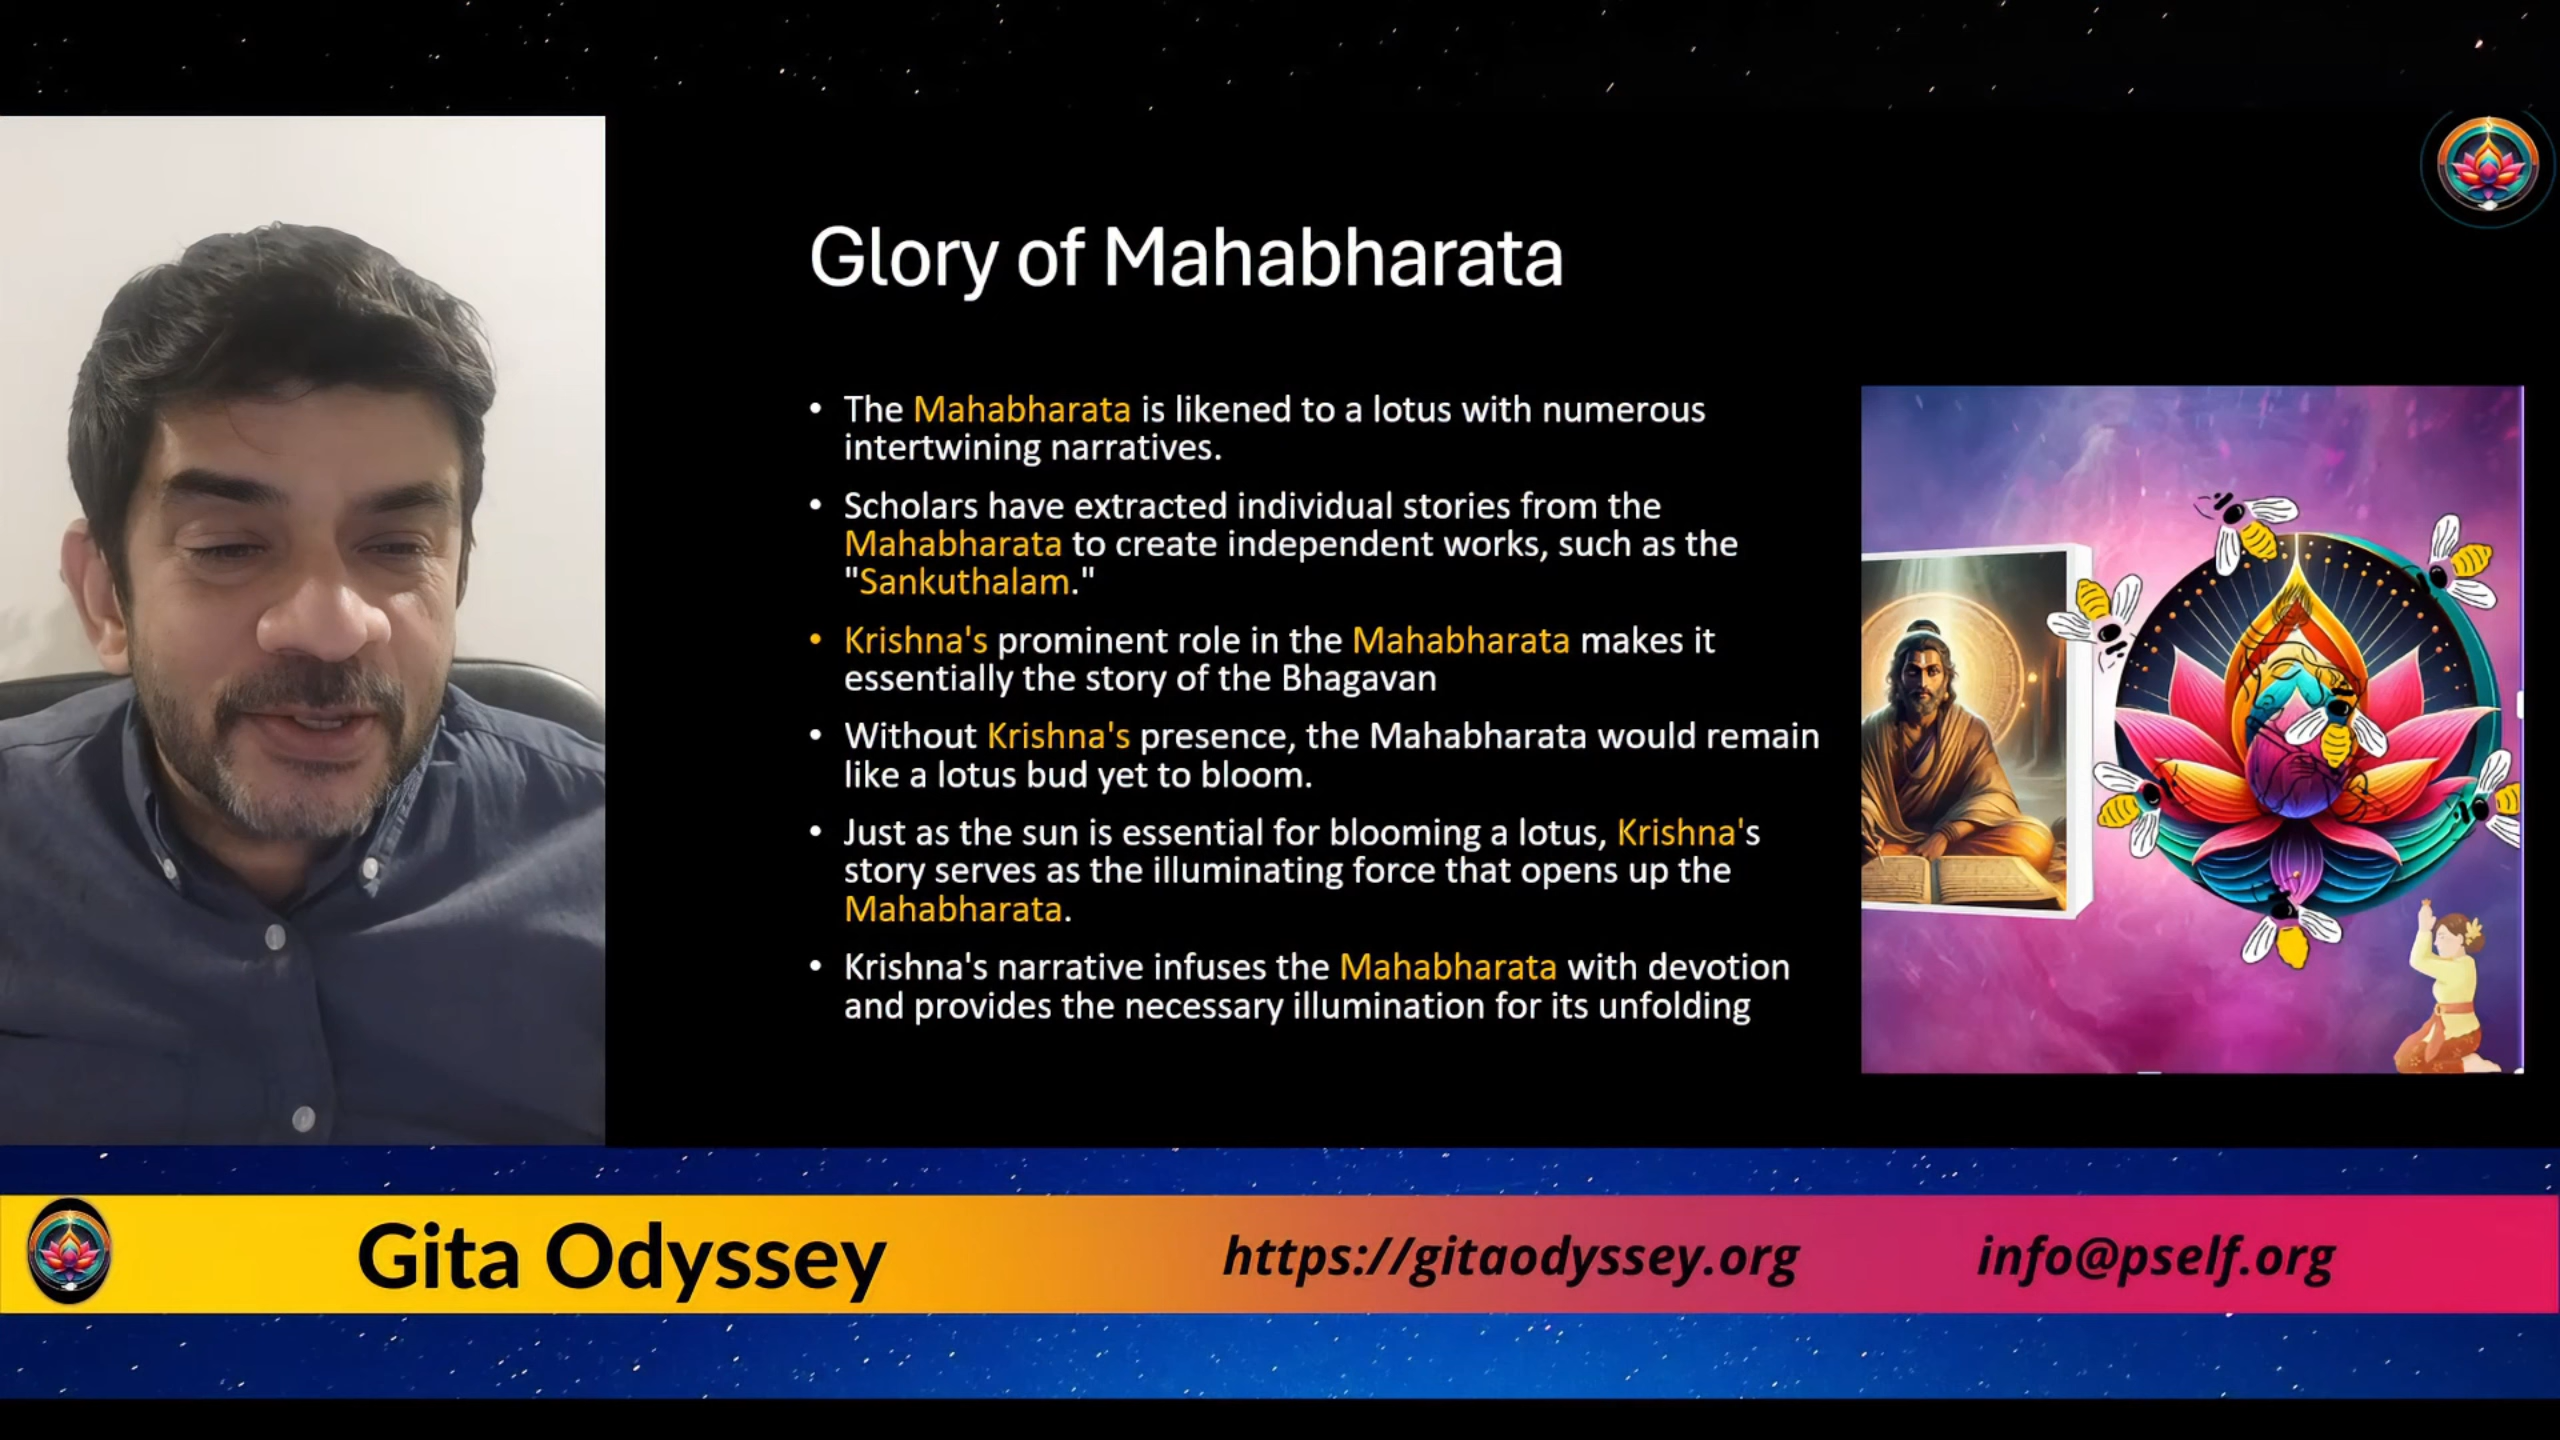 Glory of Mahabharata
• The Mahabharata is likened to a lotus with numerous
intertwining narratives.
• Scholars have extracted individual stories from the
Mahabharata to create independent works, such as the
"Sankuthalam."
• Krishna's prominent role in the Mahabharata makes it
essentially the story of the Bhagavan
• Without Krishna's presence, the Mahabharata would remain
like a lotus bud yet to bloom.
• Just as the sun is essential for blooming a lotus, Krishna's
story serves as the illuminating force that opens up the
Mahabharata.
• Krishna's narrative infuses the Mahabharata with devotion
and provides the necessary illumination for its unfolding
Gita Odyssey
https://gitaodyssey.org
info@pself.org